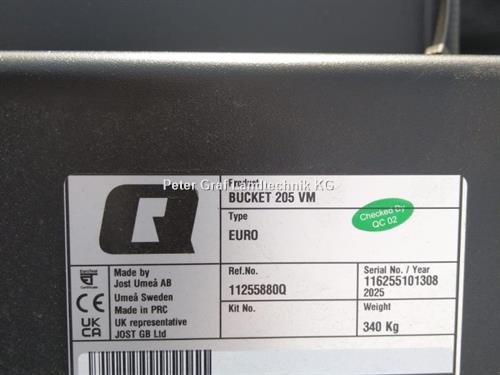 Product
Peter Graf Landtechnik KG
BUCKET 205 VM
Type
EURO
Checked By
QC 02
Made by
Jost Umeå AB
Umeå Sweden
Made in PRC
UK representative
JOST GB Ltd
CE
UK
CA
Ref.No.
11255880Q
Serial No. / Year
116255101308
2025
Kit No.
Weight
340 Kg